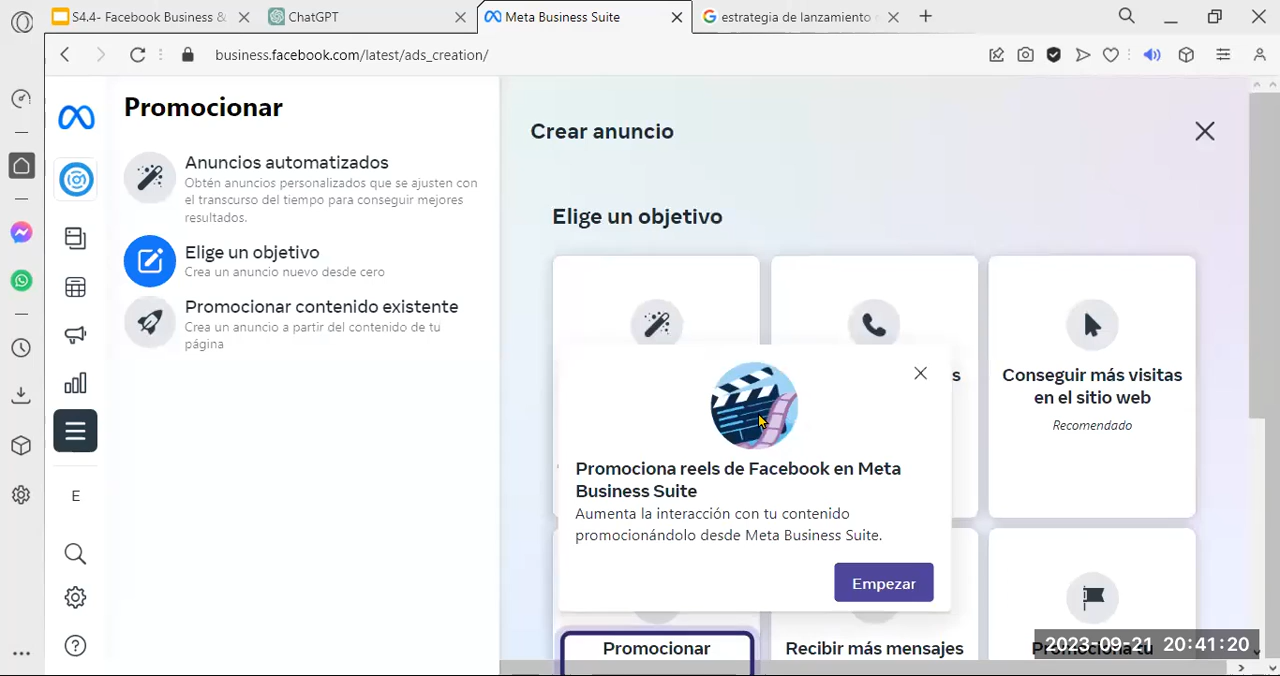 S4.4- Facebook Business &
ChatGPT
Meta Business Suite
estrategia de lanzamiento
business.facebook.com/latest/ads_creation/
Promocionar
Anuncios automatizados
Obtén anuncios personalizados que se ajusten con
el transcurso del tiempo para conseguir mejores
resultados.
Elige un objetivo
Crea un anuncio nuevo desde cero
Promocionar contenido existente
Crea un anuncio a partir del contenido de tu
página
E
Crear anuncio
Elige un objetivo
s
Conseguir más visitas
en el sitio web
Recomendado
Promociona reels de Facebook en Meta
Business Suite
Aumenta la interacción con tu contenido
promocionándolo desde Meta Business Suite.
Empezar
Promocionar
Recibir más mensajes
Promociona tu
2023-09-21 20:41:20